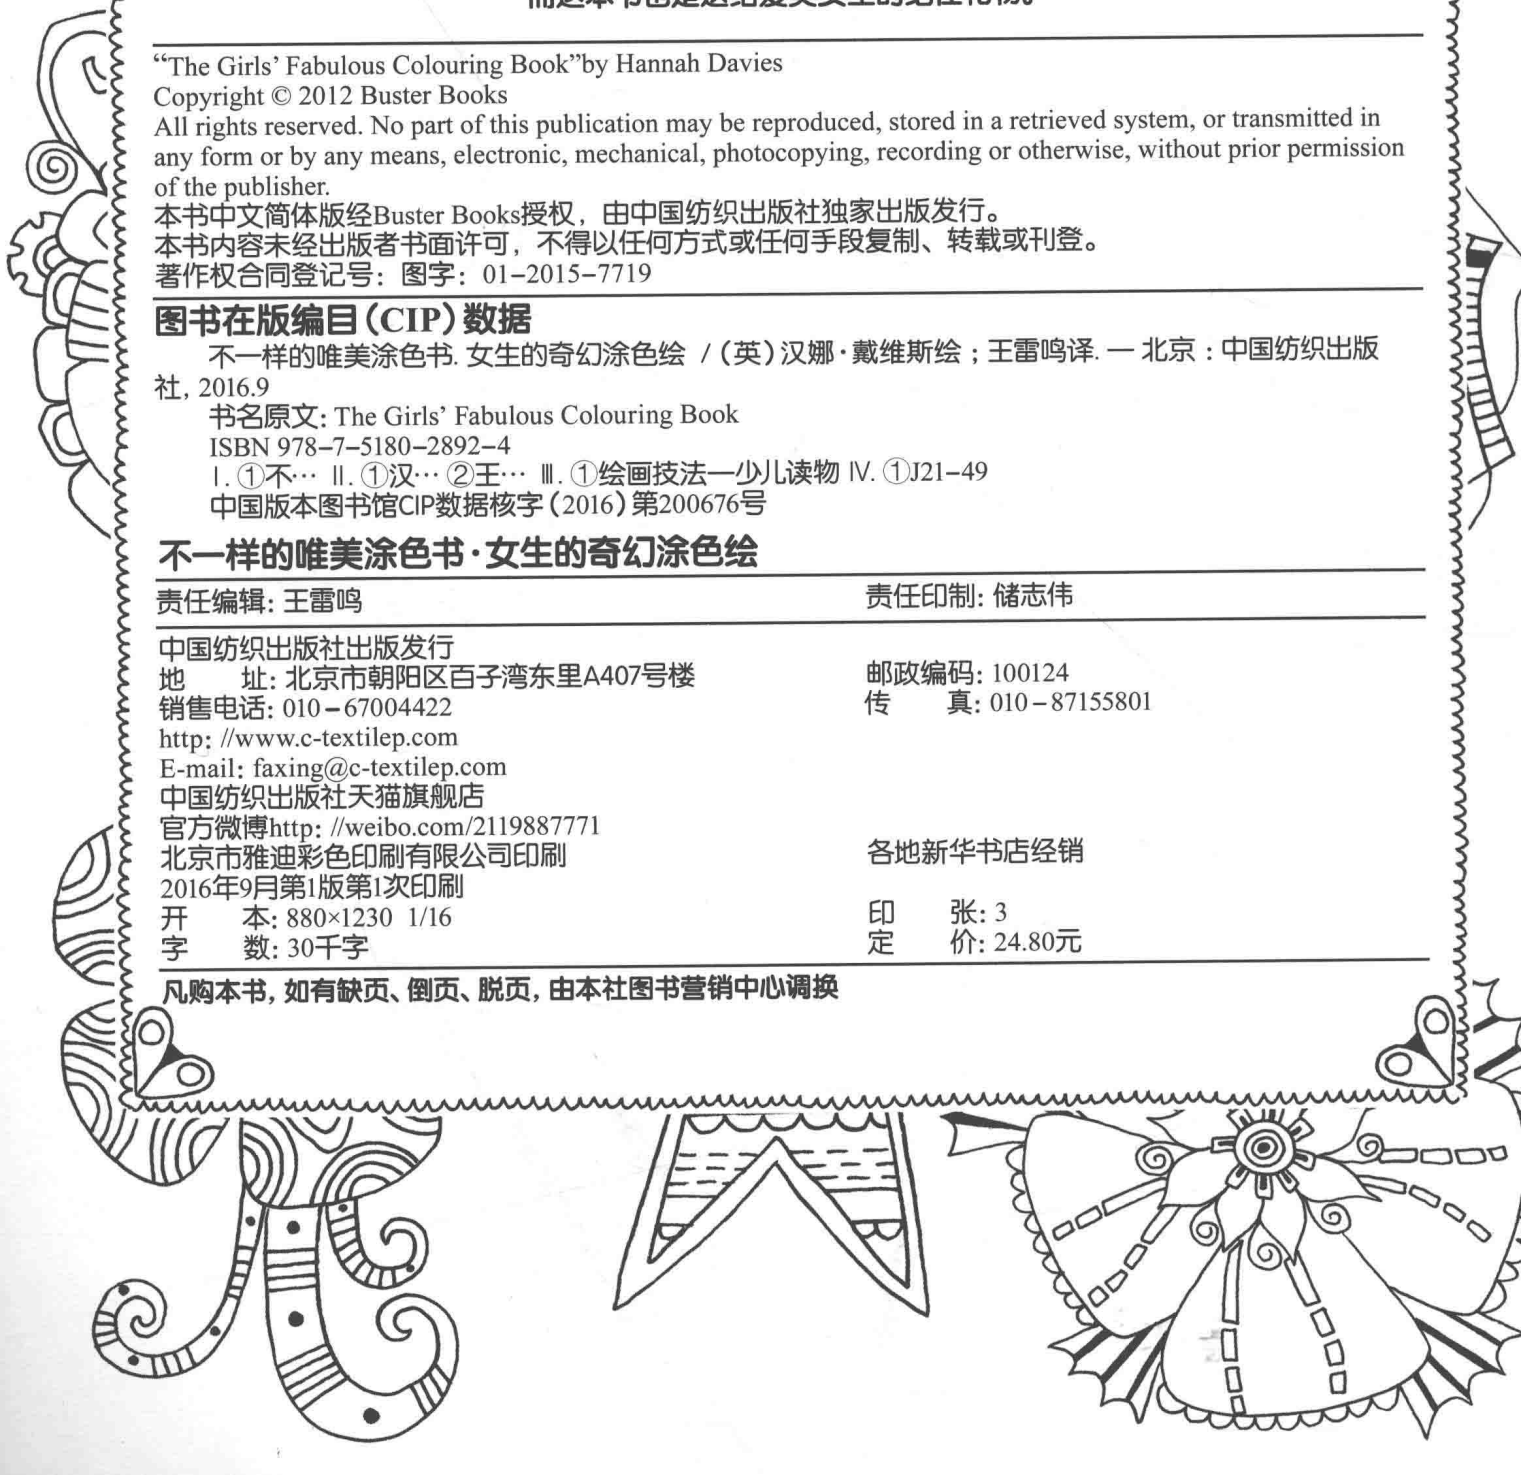 “The Girls’ Fabulous Colouring Book”by Hannah Davies
Copyright © 2012 Buster Books
All rights reserved. No part of this publication may be reproduced, stored in a retrieved system, or transmitted in
any form or by any means, electronic, mechanical, photocopying, recording or otherwise, without prior permission
of the publisher.
本书中文简体版经Buster Books授权，由中国纺织出版社独家出版发行。
本书内容未经出版者书面许可，不得以任何方式或任何手段复制、转载或刊登。
著作权合同登记号：图字：01-2015-7719
图书在版编目（CIP）数据
不一样的唯美涂色书. 女生的奇幻涂色绘 /（英）汉娜·戴维斯绘；王雷鸣译. — 北京：中国纺织出版
社, 2016.9
书名原文: The Girls’ Fabulous Colouring Book
ISBN 978-7-5180-2892-4
Ⅰ. ①不… Ⅱ. ①汉… ②王… Ⅲ. ①绘画技法—少儿读物 Ⅳ. ①J21-49
中国版本图书馆CIP数据核字（2016）第200676号
不一样的唯美涂色书·女生的奇幻涂色绘
责任编辑: 王雷鸣 责任印制: 储志伟
中国纺织出版社出版发行
地 址: 北京市朝阳区百子湾东里A407号楼 邮政编码: 100124
销售电话: 010-67004422 传 真: 010-87155801
http: //www.c-textilep.com
E-mail: faxing@c-textilep.com
中国纺织出版社天猫旗舰店
官方微博http: //weibo.com/2119887771
北京市雅迪彩色印刷有限公司印刷 各地新华书店经销
2016年9月第1版第1次印刷
开 本: 880×1230 1/16 印 张: 3
字 数: 30千字 定 价: 24.80元
凡购本书, 如有缺页、倒页、脱页, 由本社图书营销中心调换